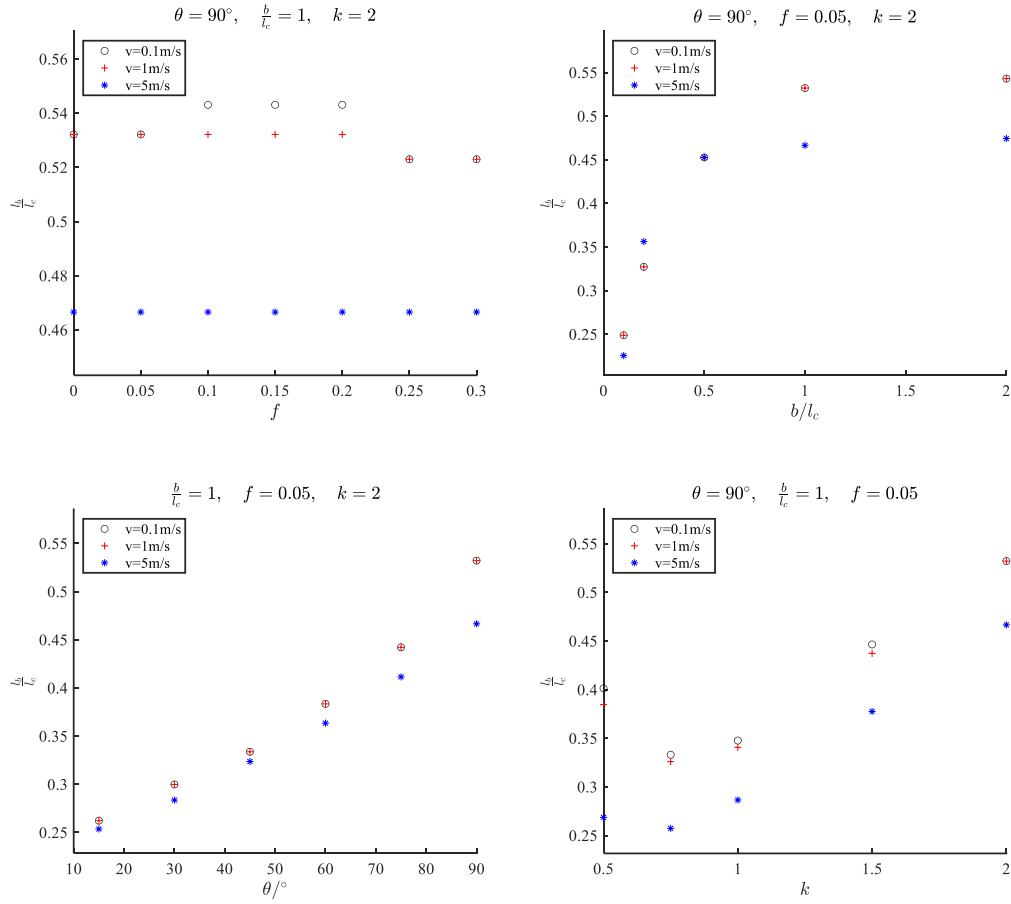 θ = 90°, b/l_c = 1, k = 2
v=0.1m/s
v=1m/s
v=5m/s
0.56
0.54
0.52
0.5
0.48
0.46
l_b/l_c
0 0.05 0.1 0.15 0.2 0.25 0.3
f
θ = 90°, f = 0.05, k = 2
v=0.1m/s
v=1m/s
v=5m/s
0.55
0.5
0.45
0.4
0.35
0.3
0.25
l_b/l_c
0 0.5 1 1.5 2
b/l_c
b/l_c = 1, f = 0.05, k = 2
v=0.1m/s
v=1m/s
v=5m/s
0.55
0.5
0.45
0.4
0.35
0.3
0.25
l_b/l_c
10 20 30 40 50 60 70 80 90
θ/°
θ = 90°, b/l_c = 1, f = 0.05
v=0.1m/s
v=1m/s
v=5m/s
0.55
0.5
0.45
0.4
0.35
0.3
0.25
l_b/l_c
0.5 1 1.5 2
k